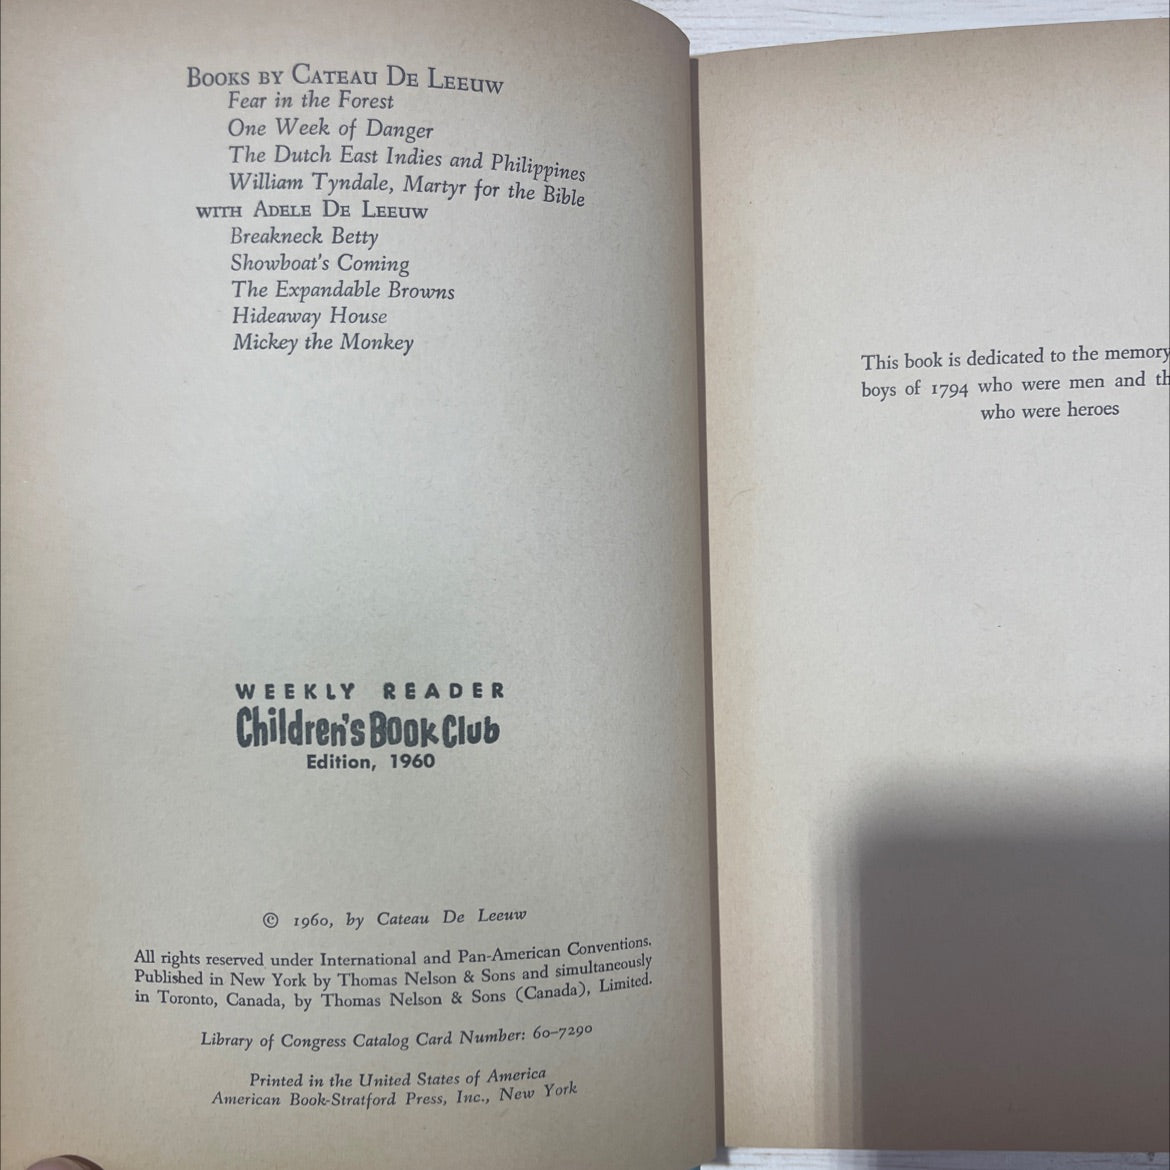 Books by Cateau De Leeuw
Fear in the Forest
One Week of Danger
The Dutch East Indies and Philippines
William Tyndale, Martyr for the Bible
with Adele De Leeuw
Breakneck Betty
Showboat's Coming
The Expandable Browns
Hideaway House
Mickey the Monkey
WEEKLY READER
Children's Book Club
Edition, 1960
© 1960, by Cateau De Leeuw
All rights reserved under International and Pan-American Conventions.
Published in New York by Thomas Nelson & Sons and simultaneously
in Toronto, Canada, by Thomas Nelson & Sons (Canada), Limited.
Library of Congress Catalog Card Number: 60-7290
Printed in the United States of America
American Book-Stratford Press, Inc., New York
This book is dedicated to the memory
boys of 1794 who were men and
who were heroes